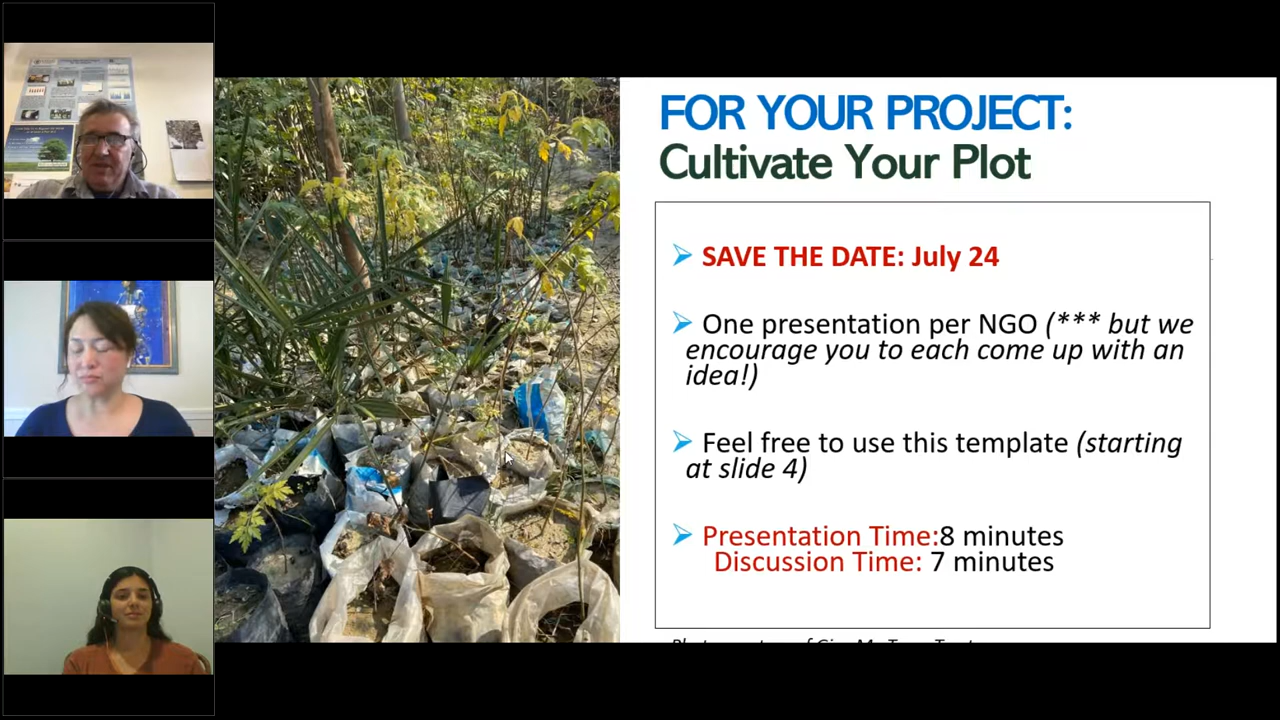 FOR YOUR PROJECT:
Cultivate Your Plot
SAVE THE DATE: July 24
One presentation per NGO (*** but we
encourage you to each come up with an
idea!)
Feel free to use this template (starting
at slide 4)
Presentation Time:8 minutes
Discussion Time: 7 minutes